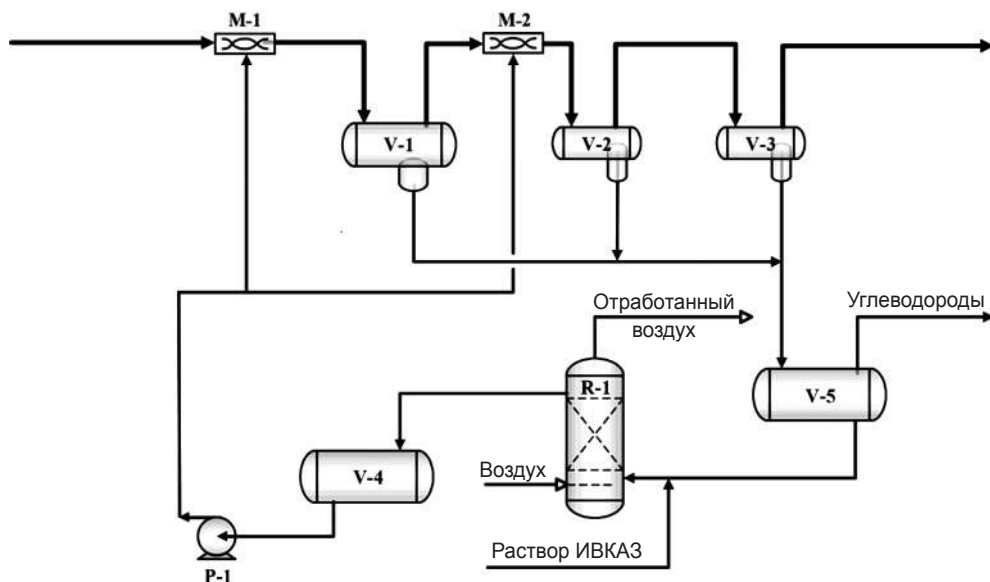 M-1
M-2
V-1
V-2
V-3
Отработанный
воздух
Углеводороды
R-1
V-5
V-4
Воздух
Раствор ИВКАЗ
P-1